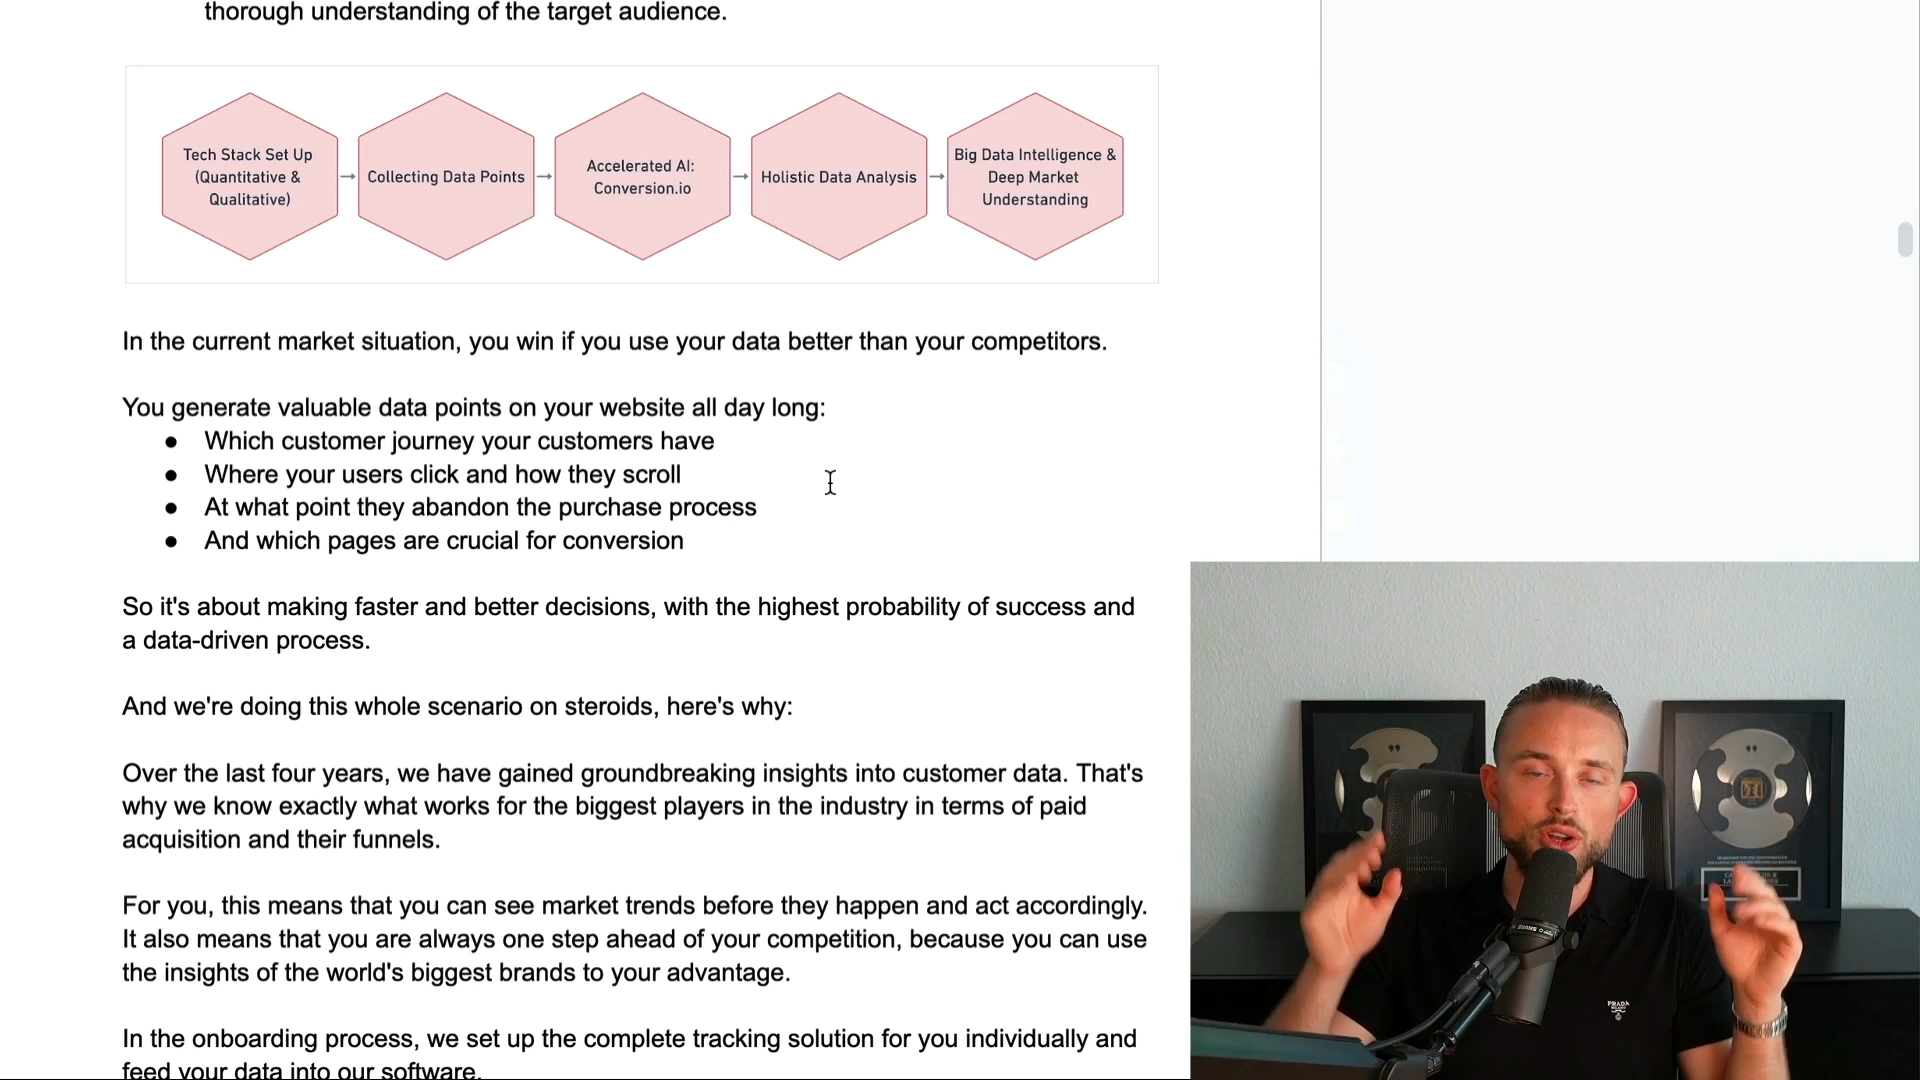 thorough understanding of the target audience.
Tech Stack Set Up
(Quantitative &
Qualitative)
Collecting Data Points
Accelerated AI:
Conversion.io
Holistic Data Analysis
Big Data Intelligence &
Deep Market
Understanding
In the current market situation, you win if you use your data better than your competitors.
You generate valuable data points on your website all day long:
● Which customer journey your customers have
● Where your users click and how they scroll
● At what point they abandon the purchase process
● And which pages are crucial for conversion
So it's about making faster and better decisions, with the highest probability of success and
a data-driven process.
And we're doing this whole scenario on steroids, here's why:
Over the last four years, we have gained groundbreaking insights into customer data. That's
why we know exactly what works for the biggest players in the industry in terms of paid
acquisition and their funnels.
For you, this means that you can see market trends before they happen and act accordingly.
It also means that you are always one step ahead of your competition, because you can use
the insights of the world's biggest brands to your advantage.
In the onboarding process, we set up the complete tracking solution for you individually and
feed your data into our software.
PRADA
SHURE